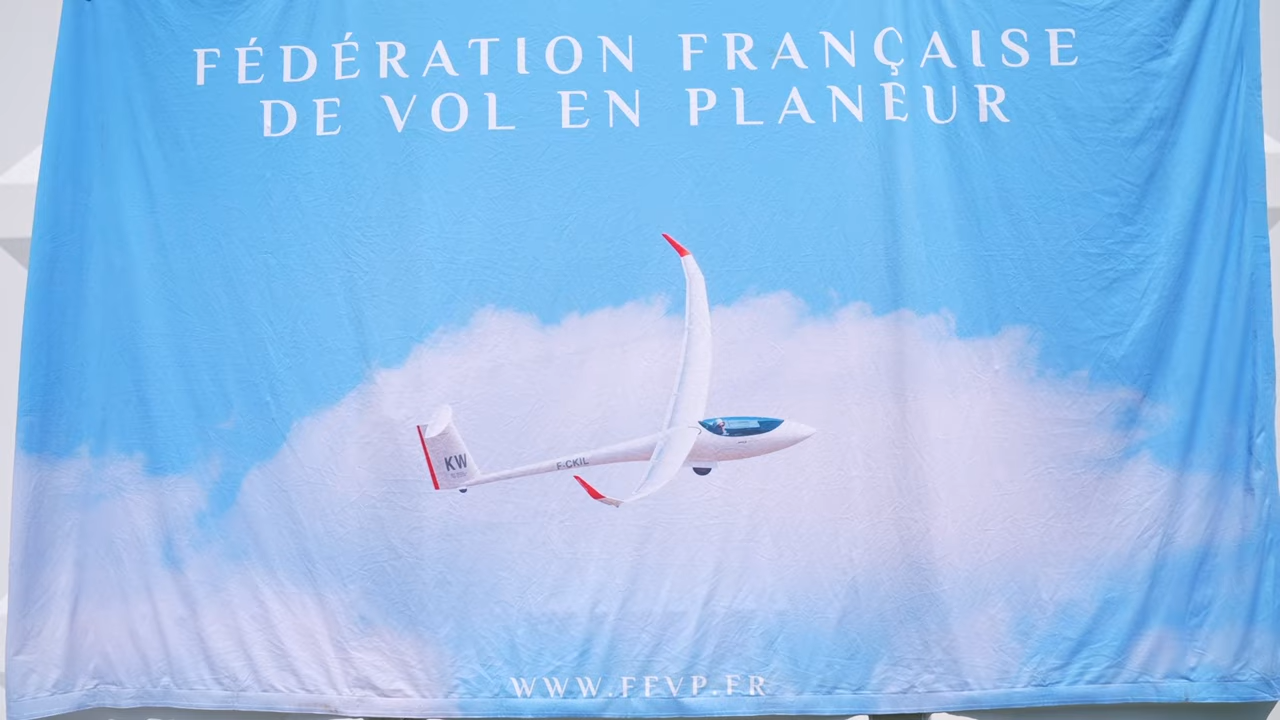 FÉDÉRATION FRANÇAISE
DE VOL EN PLANEUR
KW
F-CKIL
WWW.FFVP.FR